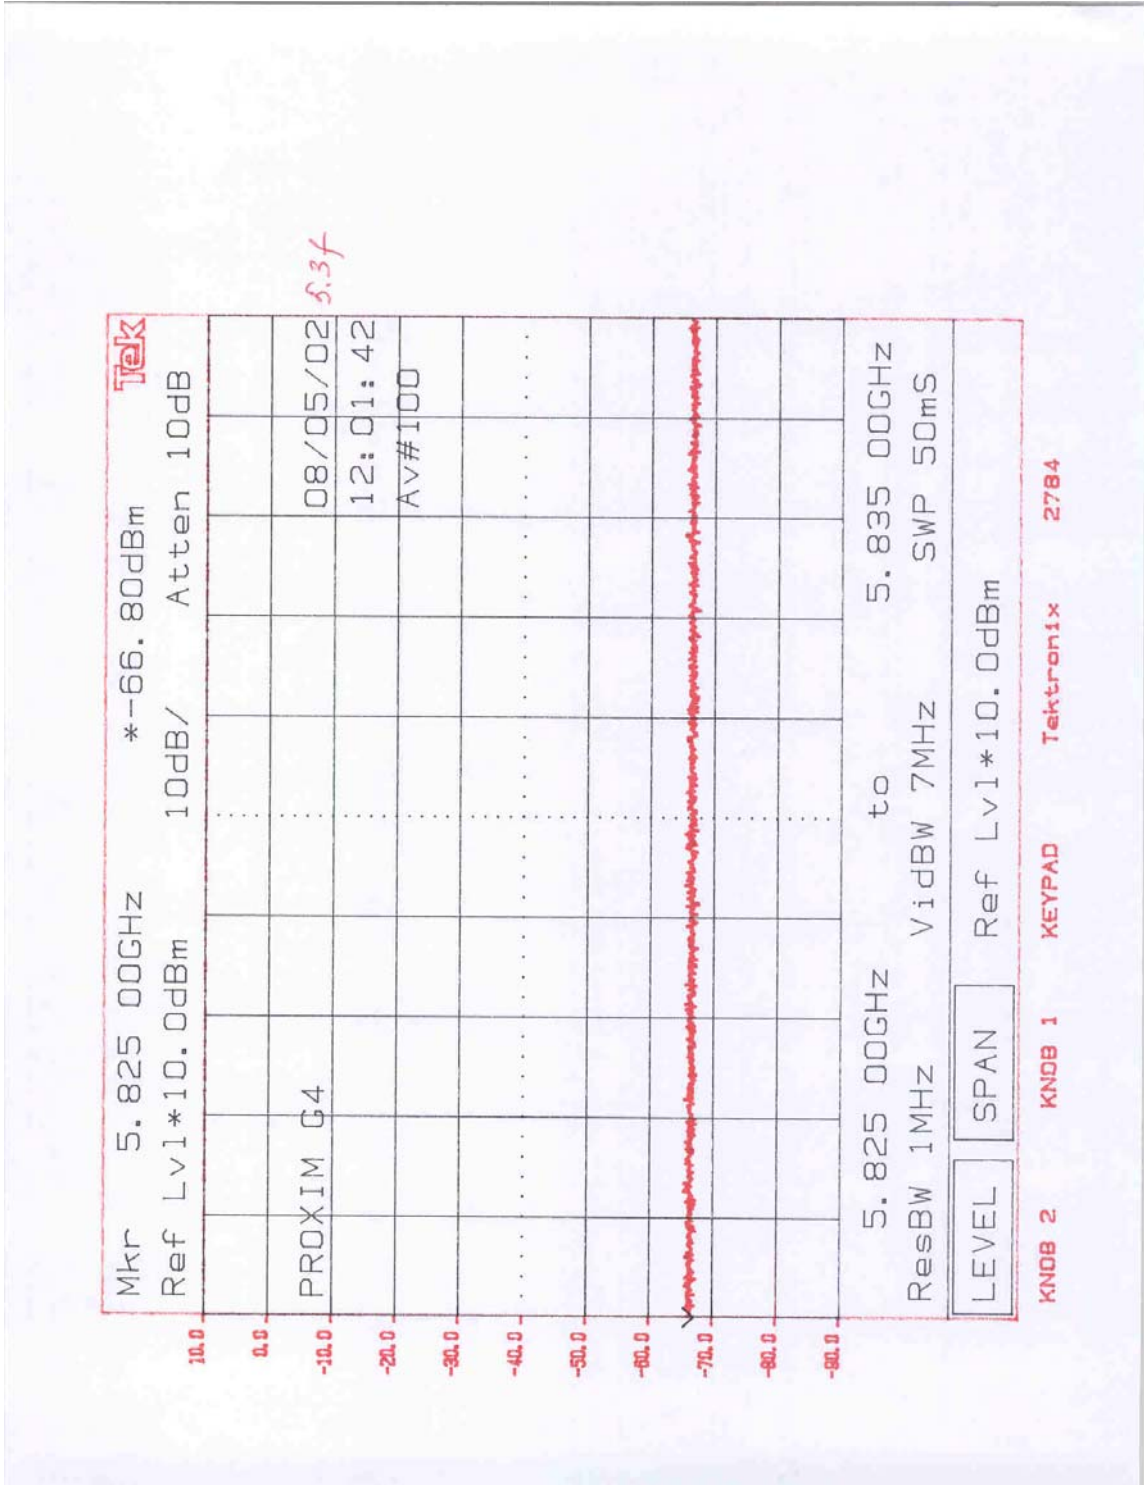 Mkr 5.825 00GHz *-66.80dBm Tek
Ref Lvl*10.0dBm 10dB/ Atten 10dB
10.0
0.0
-10.0
-20.0
-30.0
-40.0
-50.0
-60.0
-70.0
-80.0
-90.0
PROXIM G4 08/05/02 5.3f
12:01:42
Av#100
5.825 00GHz to 5.835 00GHz
ResBW 1MHz VidBW 7MHz SWP 50mS
LEVEL SPAN Ref Lvl*10.0dBm
KNOB 2 KNOB 1 KEYPAD Tektronix 2784